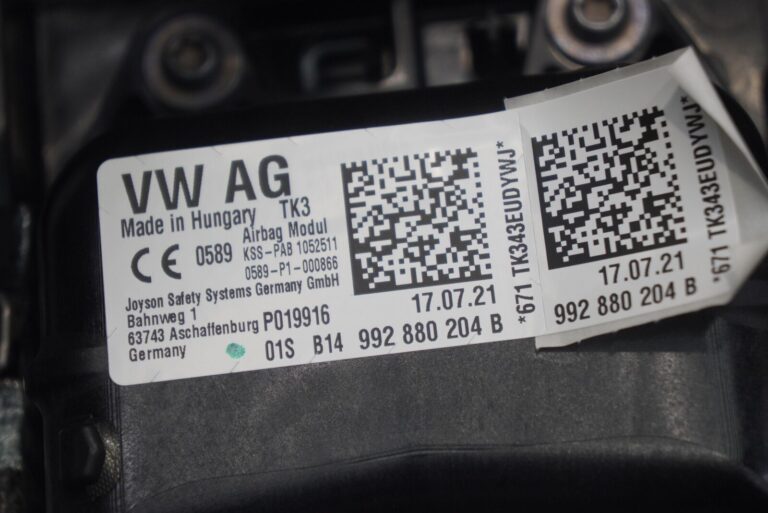 VW AG
Made in Hungary TK3
Airbag Modul
0589 KSS-PAB 1052511
0589-P1-000866
Joyson Safety Systems Germany GmbH
Bahnweg 1
63743 Aschaffenburg P019916
Germany 01S B14
17.07.21
992 880 204 B
*671 TK343EUDYWJ*
17.07.21
992 880 204 B
*671 TK343EUDYWJ*